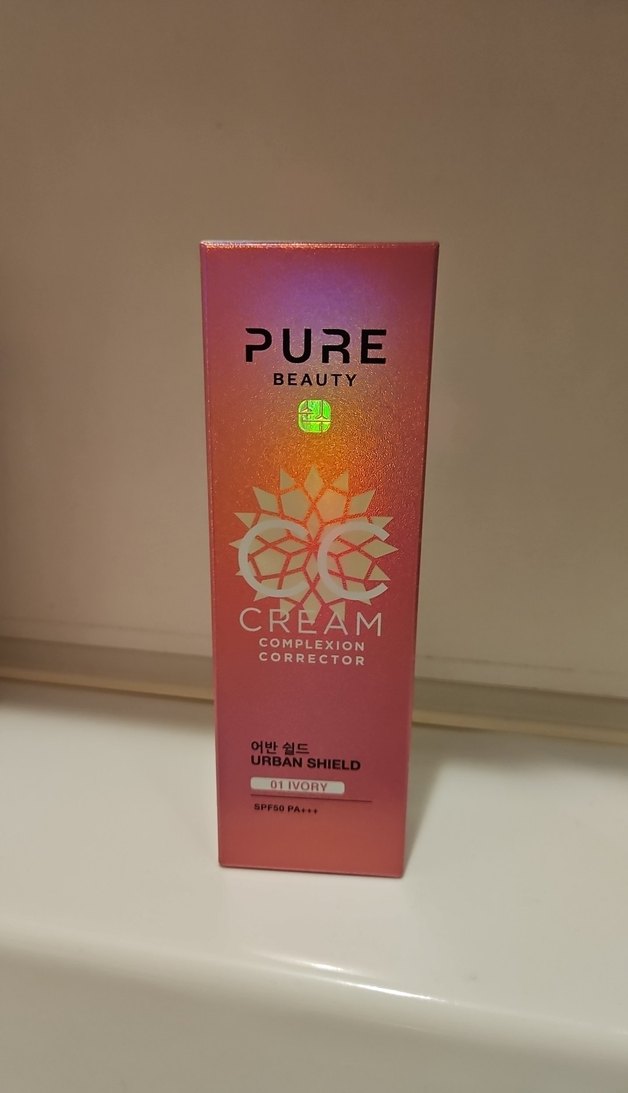 PURE
BEAUTY
CC
CREAM
COMPLEXION
CORRECTOR
어반 쉴드
URBAN SHIELD
01 IVORY
SPF50 PA+++